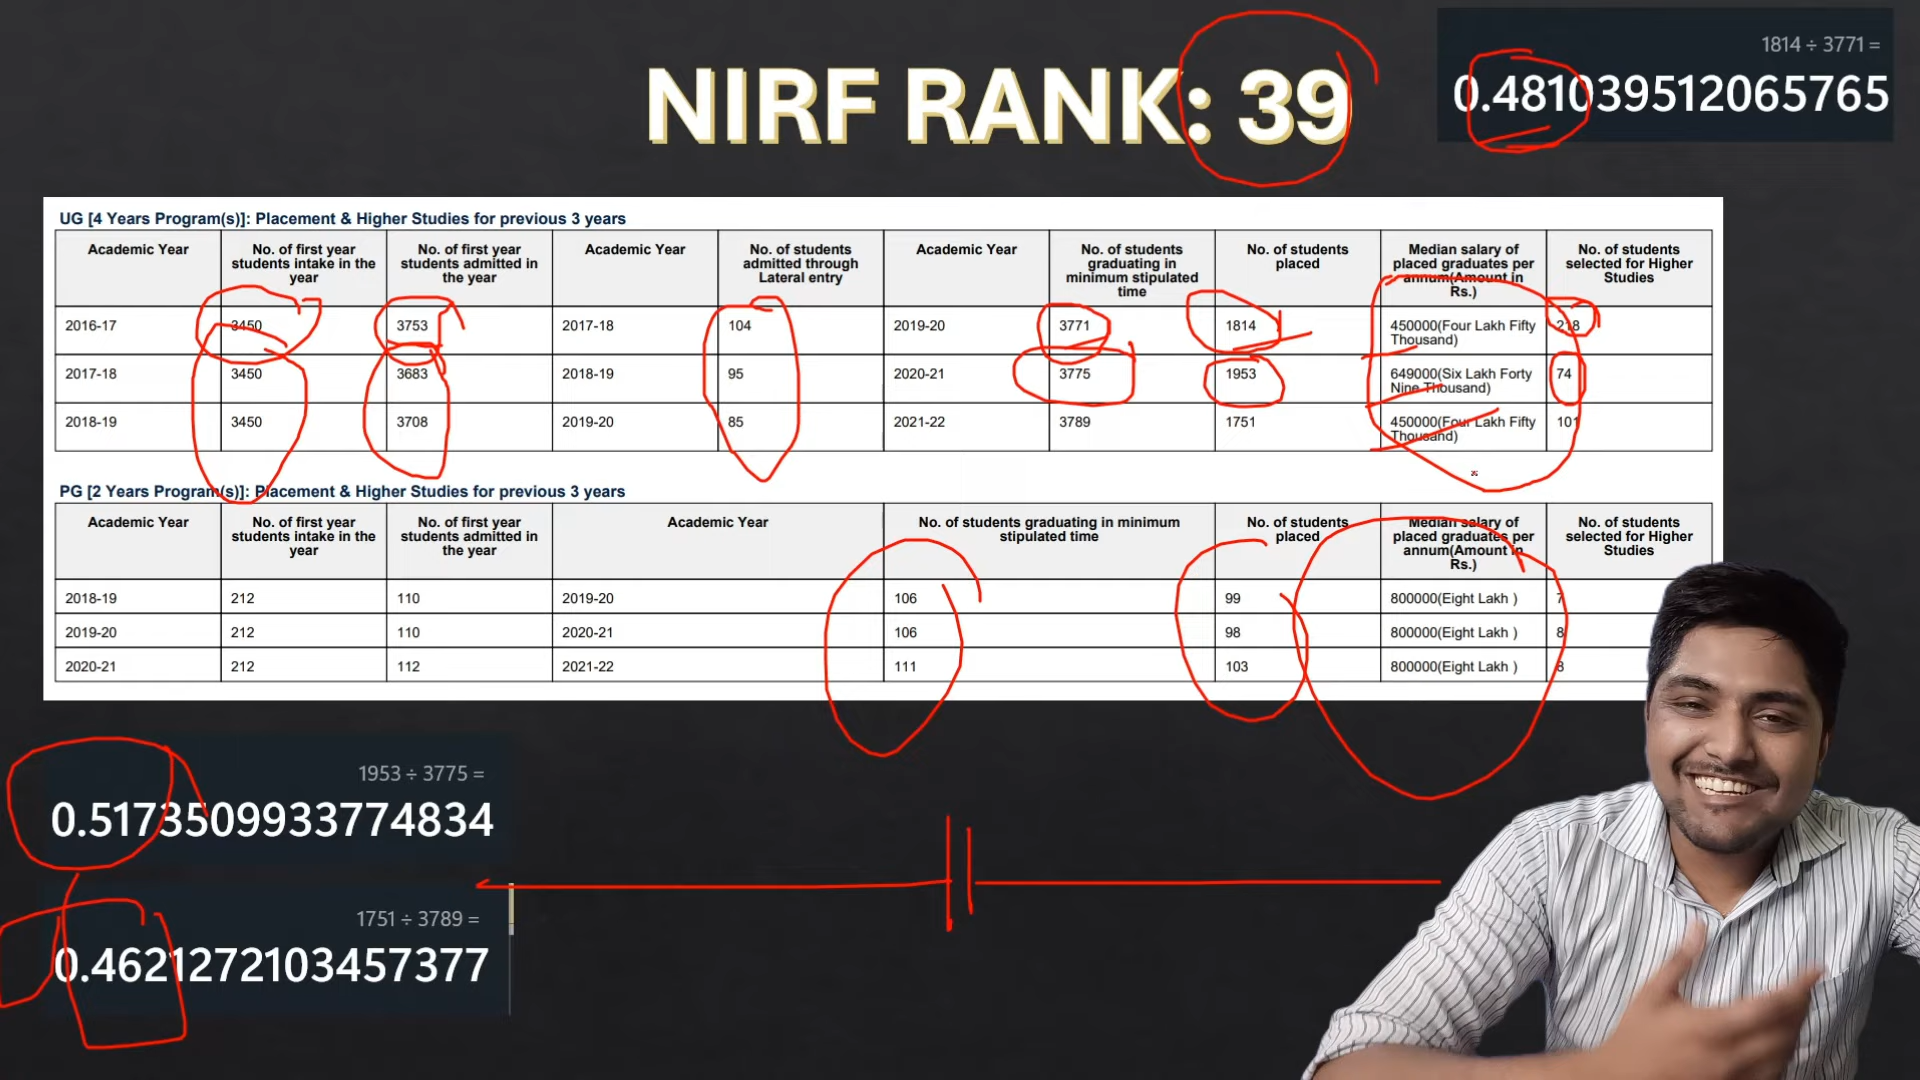 NIRF RANK: 39
1814 ÷ 3771 =
0.481039512065765
UG [4 Years Program(s)]: Placement & Higher Studies for previous 3 years
Academic Year
No. of first year
students intake in the
year
No. of first year
students admitted in
the year
Academic Year
No. of students
admitted through
Lateral entry
Academic Year
No. of students
graduating in
minimum stipulated
time
No. of students
placed
Median salary of
placed graduates per
annum(Amount in
Rs.)
No. of students
selected for Higher
Studies
2016-17
3450
3753
2017-18
104
2019-20
3771
1814
450000(Four Lakh Fifty
Thousand)
218
2017-18
3450
3683
2018-19
95
2020-21
3775
1953
649000(Six Lakh Forty
Nine Thousand)
74
2018-19
3450
3708
2019-20
85
2021-22
3789
1751
450000(Four Lakh Fifty
Thousand)
101
PG [2 Years Program(s)]: Placement & Higher Studies for previous 3 years
Academic Year
No. of first year
students intake in the
year
No. of first year
students admitted in
the year
Academic Year
No. of students graduating in minimum
stipulated time
No. of students
placed
Median salary of
placed graduates per
annum(Amount in
Rs.)
No. of students
selected for Higher
Studies
2018-19
212
110
2019-20
106
99
800000(Eight Lakh )
7
2019-20
212
110
2020-21
106
98
800000(Eight Lakh )
8
2020-21
212
112
2021-22
111
103
800000(Eight Lakh )
8
1953 ÷ 3775 =
0.5173509933774834
1751 ÷ 3789 =
0.4621272103457377